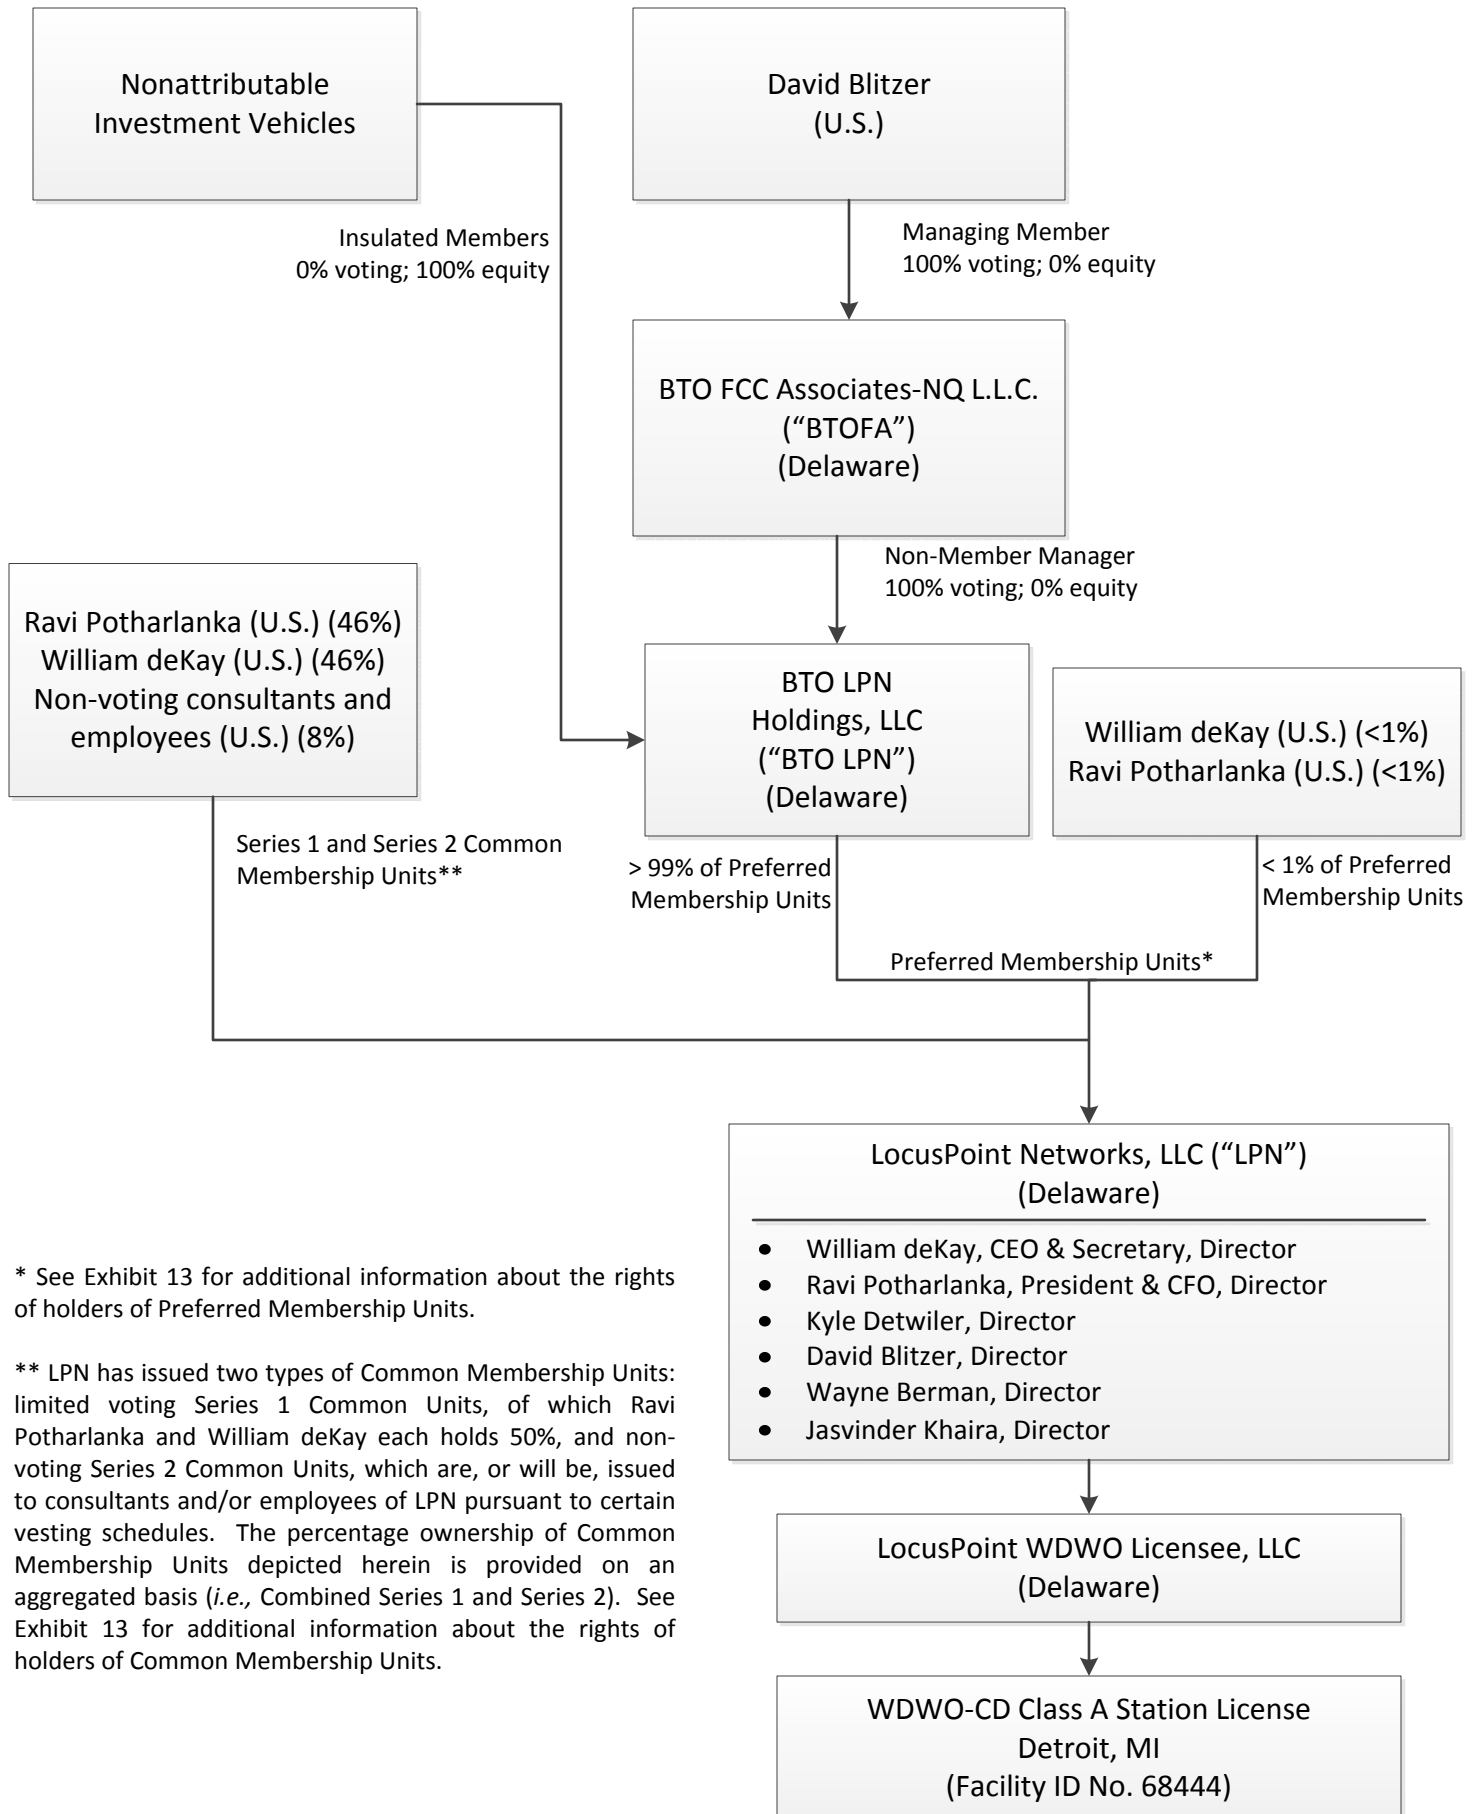 Nonattributable
Investment Vehicles
David Blitzer
(U.S.)
Insulated Members
0% voting; 100% equity
Managing Member
100% voting; 0% equity
BTO FCC Associates-NQ L.L.C.
(“BTOFA”)
(Delaware)
Non-Member Manager
100% voting; 0% equity
Ravi Potharlanka (U.S.) (46%)
William deKay (U.S.) (46%)
Non-voting consultants and
employees (U.S.) (8%)
BTO LPN
Holdings, LLC
(“BTO LPN”)
(Delaware)
William deKay (U.S.) (<1%)
Ravi Potharlanka (U.S.) (<1%)
Series 1 and Series 2 Common
Membership Units**
> 99% of Preferred
Membership Units
< 1% of Preferred
Membership Units
Preferred Membership Units*
LocusPoint Networks, LLC (“LPN”)
(Delaware)
• William deKay, CEO & Secretary, Director
• Ravi Potharlanka, President & CFO, Director
• Kyle Detwiler, Director
• David Blitzer, Director
• Wayne Berman, Director
• Jasvinder Khaira, Director
* See Exhibit 13 for additional information about the rights
of holders of Preferred Membership Units.
** LPN has issued two types of Common Membership Units:
limited voting Series 1 Common Units, of which Ravi
Potharlanka and William deKay each holds 50%, and non-
voting Series 2 Common Units, which are, or will be, issued
to consultants and/or employees of LPN pursuant to certain
vesting schedules. The percentage ownership of Common
Membership Units depicted herein is provided on an
aggregated basis (i.e., Combined Series 1 and Series 2). See
Exhibit 13 for additional information about the rights of
holders of Common Membership Units.
LocusPoint WDWO Licensee, LLC
(Delaware)
WDWO-CD Class A Station License
Detroit, MI
(Facility ID No. 68444)